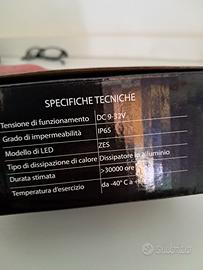 SPECIFICHE TECNICHE
Tensione di funzionamento DC 9-32V
Grado di impermeabilità IP65
Modello di LED ZES
Tipo di dissipazione di calore Dissipatore in alluminio
Durata stimata >30000 ore
Temperatura d'esercizio da -40° C a
Subito